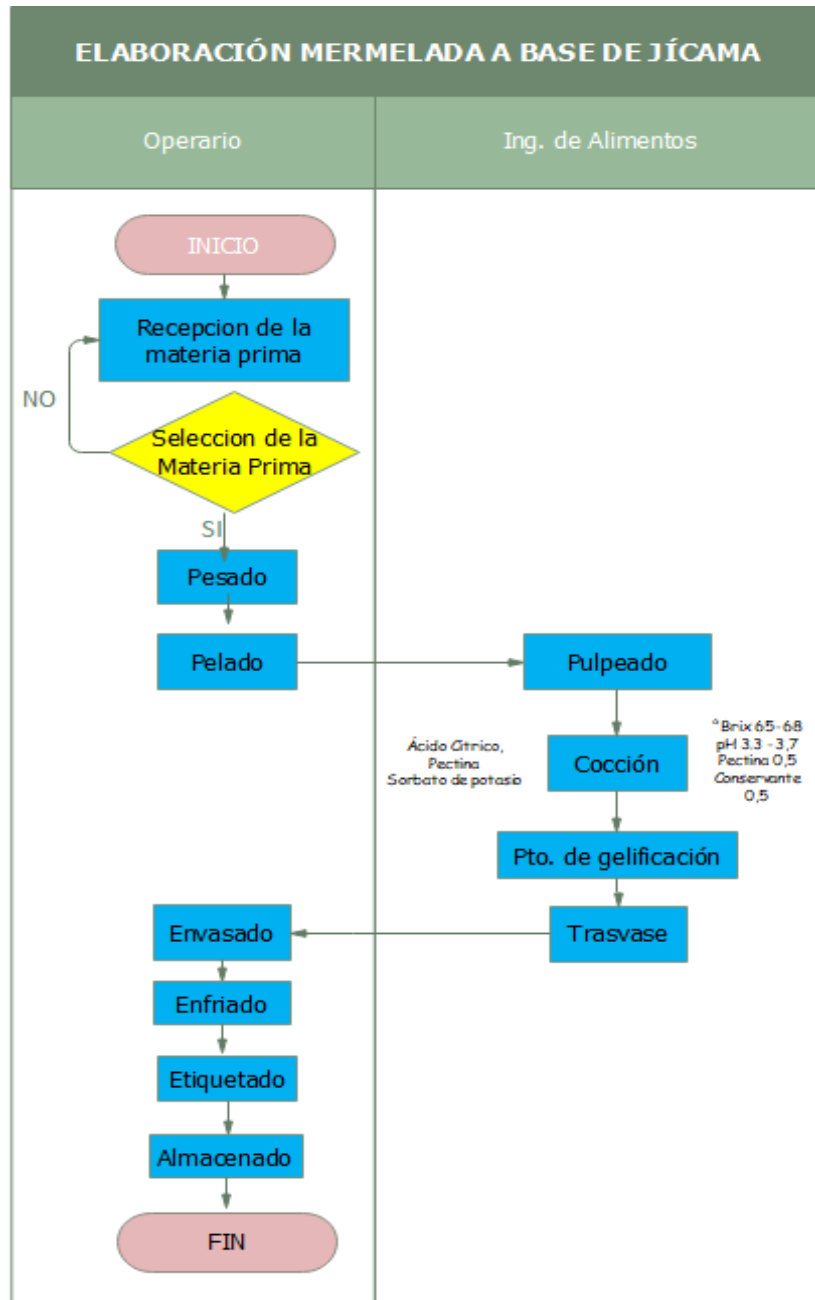 ELABORACIÓN MERMELADA A BASE DE JÍCAMA
Operario
Ing. de Alimentos
INICIO
Recepcion de la
materia prima
NO
Seleccion de la
Materia Prima
SI
Pesado
Pelado
Pulpeado
Ácido Cítrico,
Pectina
Sorbato de potasio
Cocción
°Brix 65-68
pH 3.3 - 3,7
Pectina 0,5
Conservante
0,5
Pto. de gelificación
Trasvase
Envasado
Enfriado
Etiquetado
Almacenado
FIN